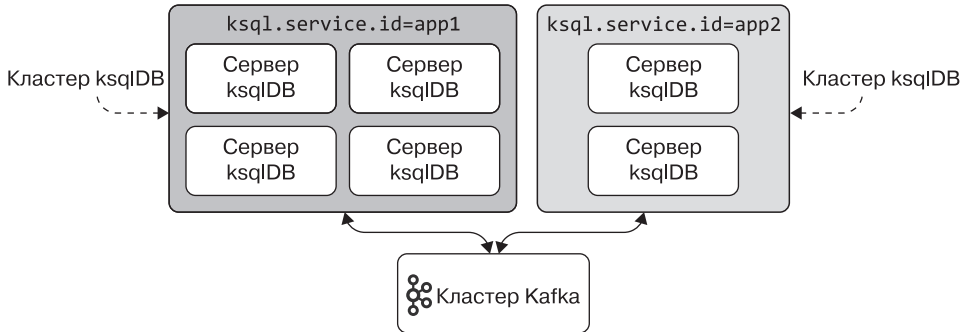 ksql.service.id=app1
Сервер
ksqlDB
Сервер
ksqlDB
Сервер
ksqlDB
Сервер
ksqlDB
ksql.service.id=app2
Сервер
ksqlDB
Сервер
ksqlDB
Кластер ksqlDB
Кластер ksqlDB
Кластер Kafka